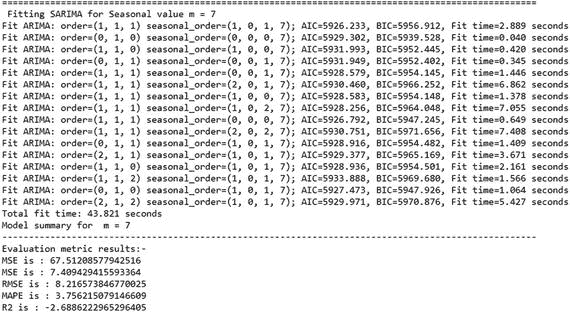 ================================================================================
Fitting SARIMA for Seasonal value m = 7
Fit ARIMA: order=(1, 1, 1) seasonal_order=(1, 0, 1, 7); AIC=5926.233, BIC=5956.912, Fit time=2.889 seconds
Fit ARIMA: order=(0, 1, 0) seasonal_order=(0, 0, 0, 7); AIC=5929.302, BIC=5939.528, Fit time=0.040 seconds
Fit ARIMA: order=(1, 1, 0) seasonal_order=(1, 0, 0, 7); AIC=5931.993, BIC=5952.445, Fit time=0.420 seconds
Fit ARIMA: order=(0, 1, 1) seasonal_order=(0, 0, 1, 7); AIC=5931.949, BIC=5952.402, Fit time=0.345 seconds
Fit ARIMA: order=(1, 1, 1) seasonal_order=(0, 0, 1, 7); AIC=5928.579, BIC=5954.145, Fit time=1.446 seconds
Fit ARIMA: order=(1, 1, 1) seasonal_order=(2, 0, 1, 7); AIC=5930.460, BIC=5966.252, Fit time=6.862 seconds
Fit ARIMA: order=(1, 1, 1) seasonal_order=(1, 0, 0, 7); AIC=5928.583, BIC=5954.148, Fit time=1.378 seconds
Fit ARIMA: order=(1, 1, 1) seasonal_order=(1, 0, 2, 7); AIC=5928.256, BIC=5964.048, Fit time=7.055 seconds
Fit ARIMA: order=(1, 1, 1) seasonal_order=(0, 0, 0, 7); AIC=5926.792, BIC=5947.245, Fit time=0.649 seconds
Fit ARIMA: order=(1, 1, 1) seasonal_order=(2, 0, 2, 7); AIC=5930.751, BIC=5971.656, Fit time=7.408 seconds
Fit ARIMA: order=(0, 1, 1) seasonal_order=(1, 0, 1, 7); AIC=5928.916, BIC=5954.482, Fit time=1.409 seconds
Fit ARIMA: order=(2, 1, 1) seasonal_order=(1, 0, 1, 7); AIC=5929.377, BIC=5965.169, Fit time=3.671 seconds
Fit ARIMA: order=(1, 1, 0) seasonal_order=(1, 0, 1, 7); AIC=5928.936, BIC=5954.501, Fit time=2.161 seconds
Fit ARIMA: order=(1, 1, 2) seasonal_order=(1, 0, 1, 7); AIC=5933.888, BIC=5969.680, Fit time=1.566 seconds
Fit ARIMA: order=(0, 1, 0) seasonal_order=(1, 0, 1, 7); AIC=5927.473, BIC=5947.926, Fit time=1.064 seconds
Fit ARIMA: order=(2, 1, 2) seasonal_order=(1, 0, 1, 7); AIC=5929.971, BIC=5970.876, Fit time=5.427 seconds
Total fit time: 43.821 seconds
Model summary for m = 7
--------------------------------------------------------------------------------
Evaluation metric results:-
MSE is : 67.51208577942516
MSE is : 7.409429415593364
RMSE is : 8.216573846770025
MAPE is : 3.756215079146609
R2 is : -2.6886222965296405